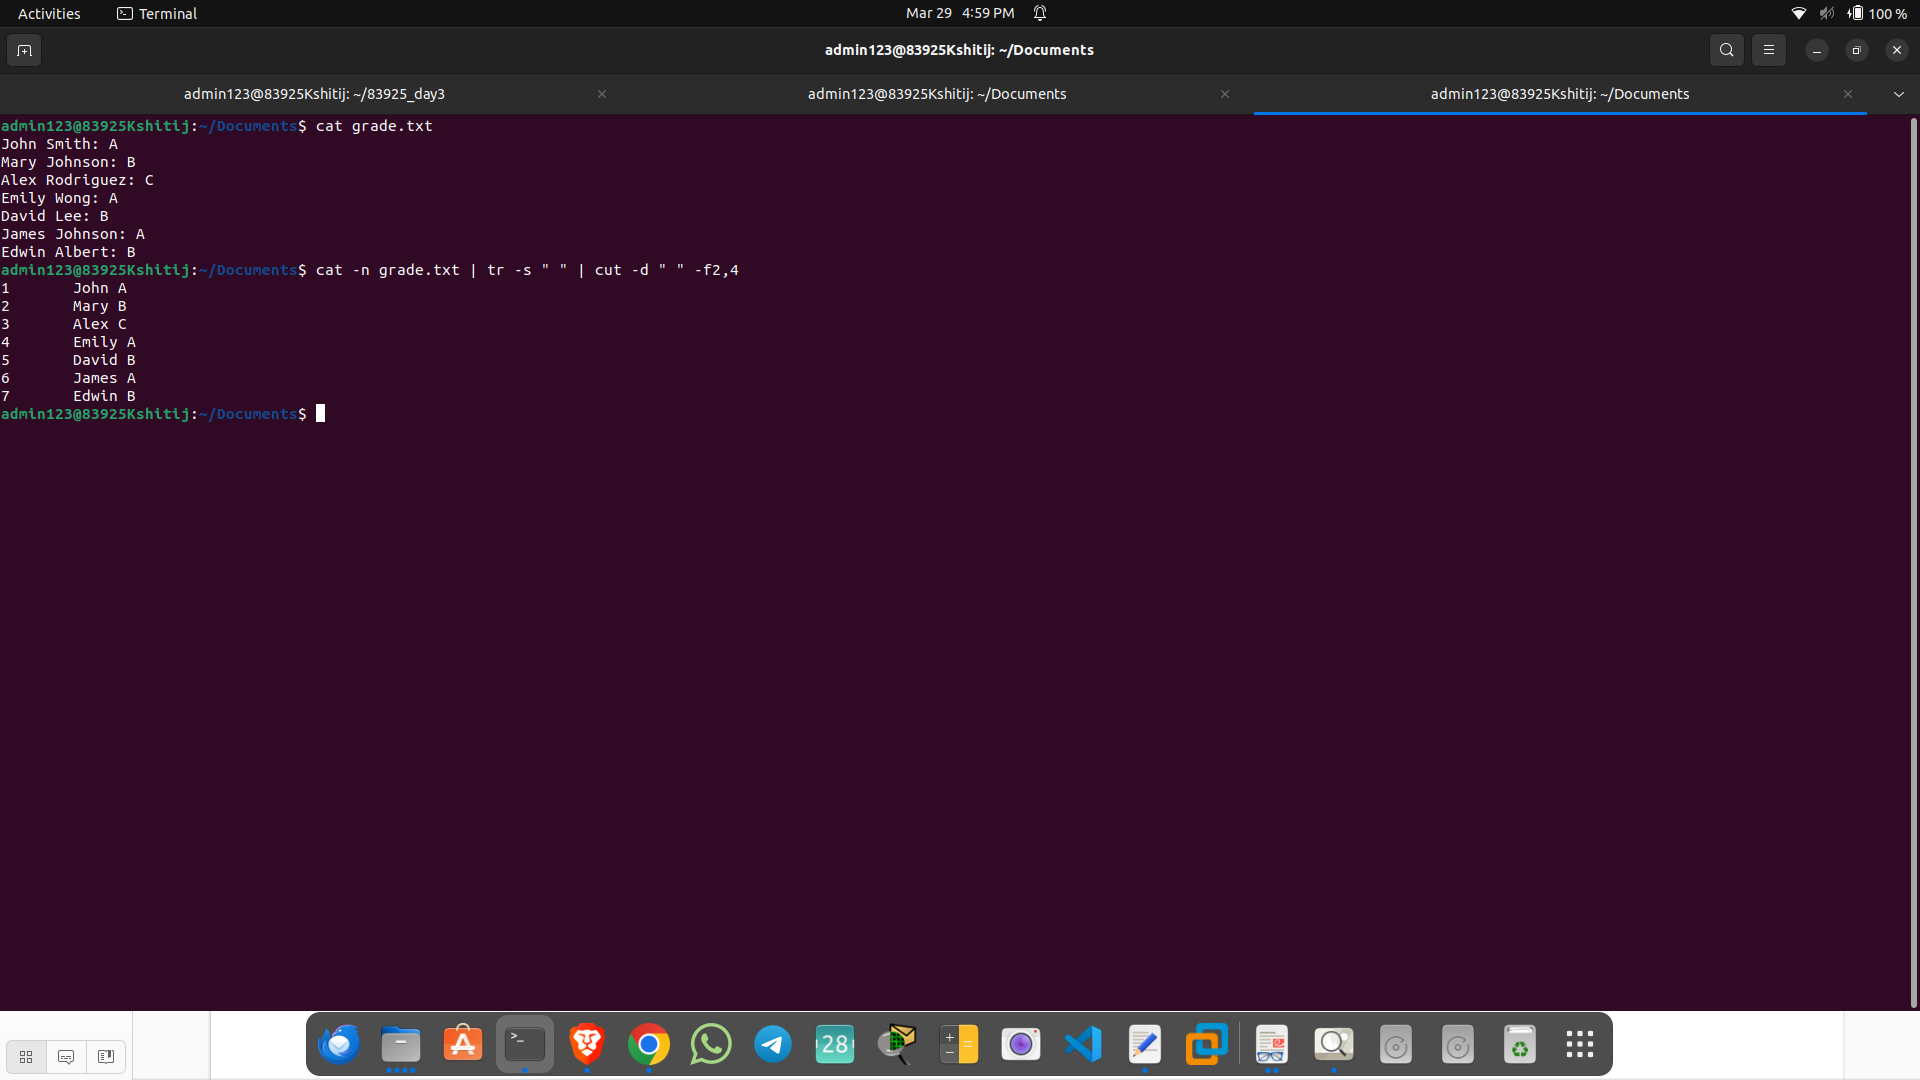 Activities Terminal Mar 29 4:59 PM 100 %
admin123@83925Kshitij: ~/Documents
admin123@83925Kshitij: ~/83925_day3 admin123@83925Kshitij: ~/Documents admin123@83925Kshitij: ~/Documents
admin123@83925Kshitij:~/Documents$ cat grade.txt
John Smith: A
Mary Johnson: B
Alex Rodriguez: C
Emily Wong: A
David Lee: B
James Johnson: A
Edwin Albert: B
admin123@83925Kshitij:~/Documents$ cat -n grade.txt | tr -s " " | cut -d " " -f2,4
1 John A
2 Mary B
3 Alex C
4 Emily A
5 David B
6 James A
7 Edwin B
admin123@83925Kshitij:~/Documents$
28